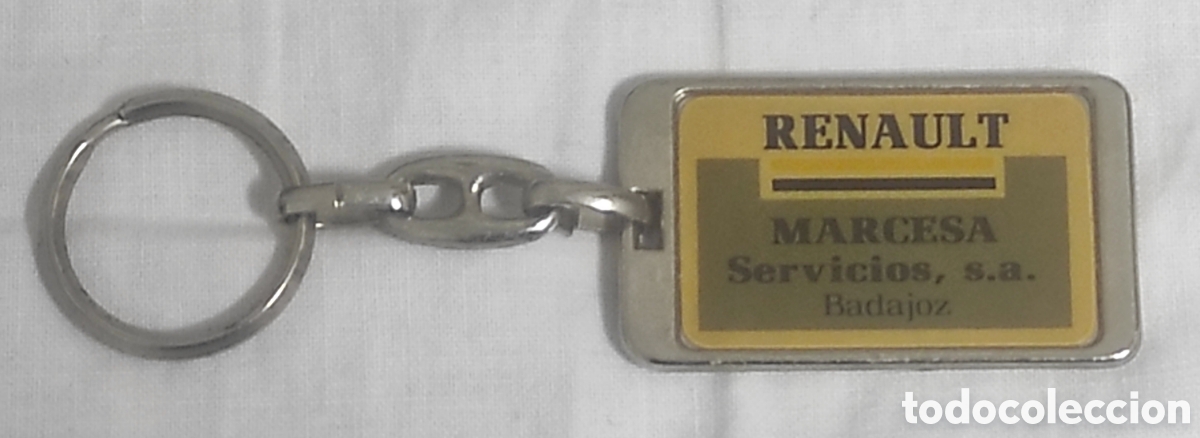 RENAULT
MARCESA
Servicios, s.a.
Badajoz
todocoleccion